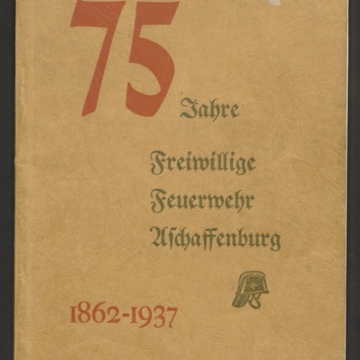 75
Jahre
Freiwillige
Feuerwehr
Aschaffenburg
1862-1937